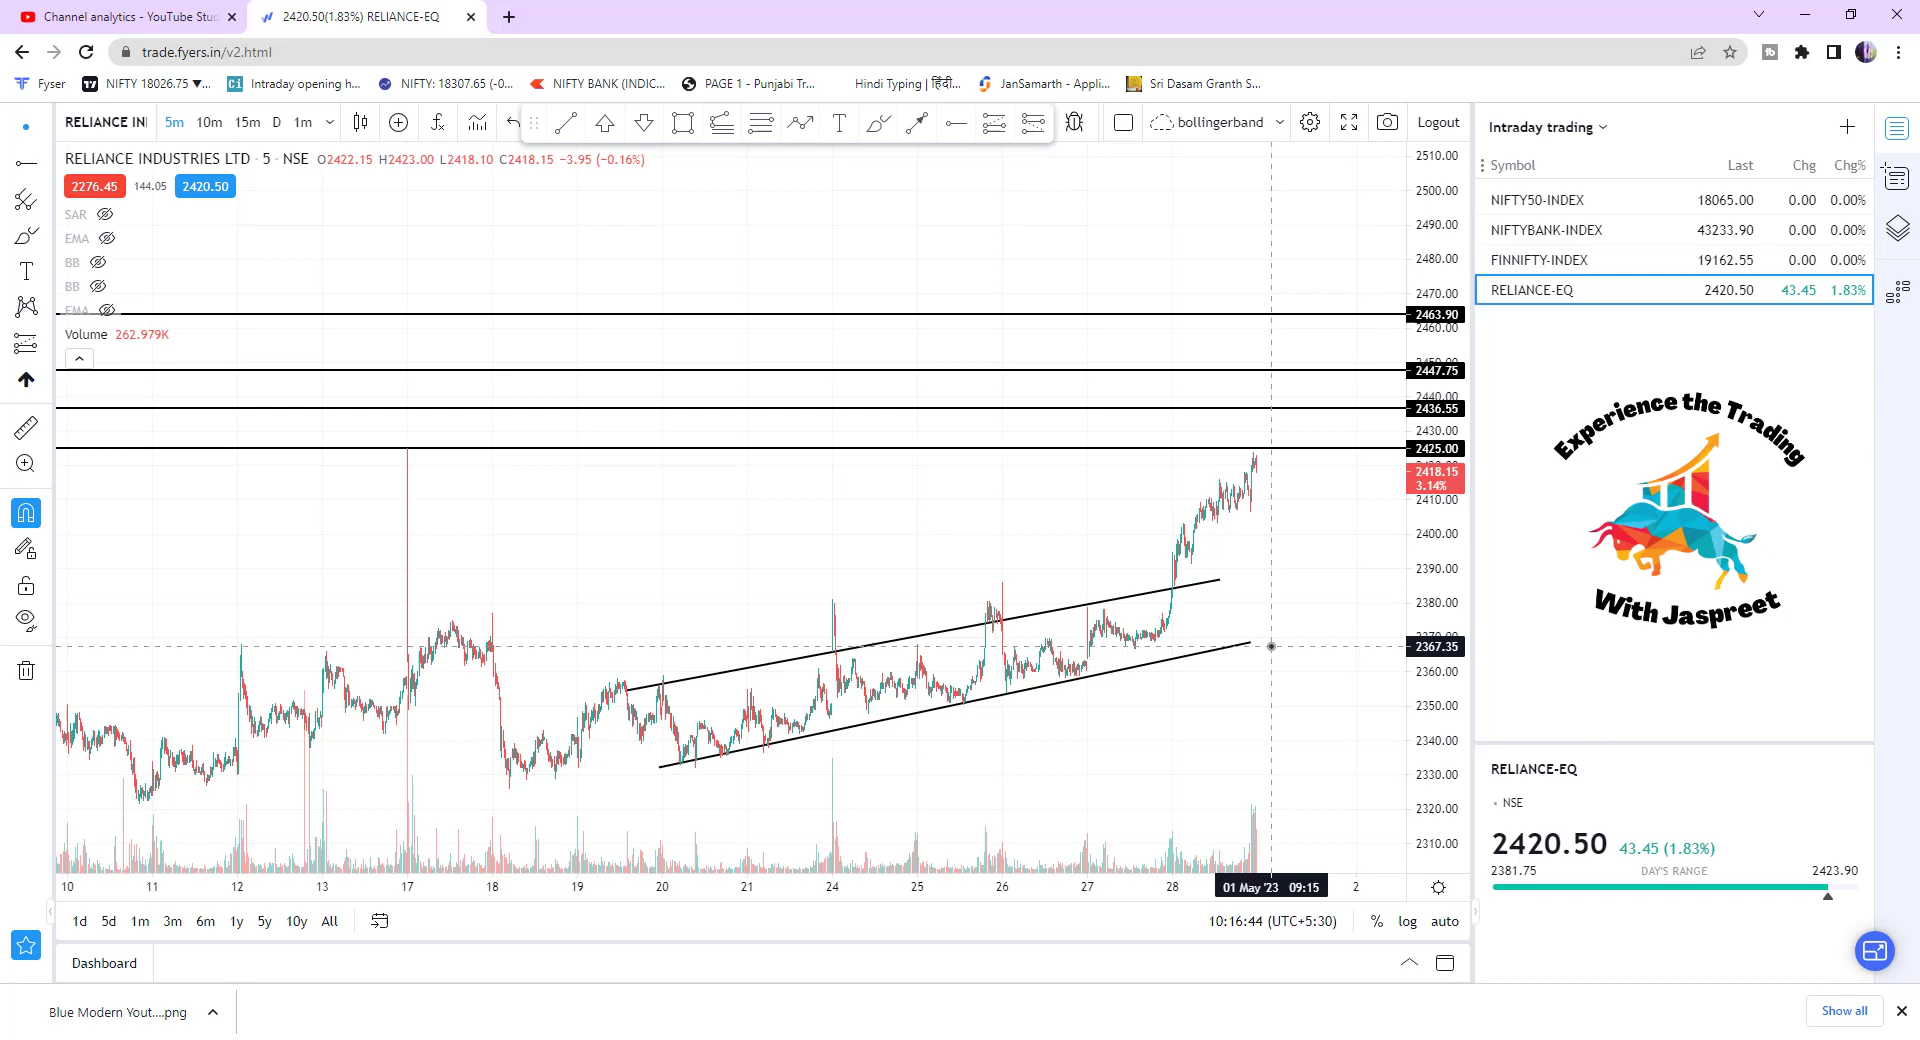 Channel analytics - YouTube Stud
2420.50(1.83%) RELIANCE-EQ
trade.fyers.in/v2.html
Fyser
NIFTY 18026.75 ▼...
Intraday opening h...
NIFTY: 18307.65 (-0...
NIFTY BANK (INDIC...
PAGE 1 - Punjabi Tr...
Hindi Typing | हिंदी...
JanSamarth - Appli...
Sri Dasam Granth S...
RELIANCE INI
5m 10m 15m D 1m
bollingerband
Logout
RELIANCE INDUSTRIES LTD · 5 · NSE O2422.15 H2423.00 L2418.10 C2418.15 −3.95 (−0.16%)
2276.45 144.05 2420.50
SAR
EMA
BB
BB
EMA
Volume 262.979K
2510.00
2500.00
2490.00
2480.00
2470.00
2463.90
2460.00
2450.00
2447.75
2440.00
2436.55
2430.00
2425.00
2418.15
3.14%
2410.00
2400.00
2390.00
2380.00
2370.00
2367.35
2360.00
2350.00
2340.00
2330.00
2320.00
2310.00
10 11 12 13 17 18 19 20 21 24 25 26 27 28 01 May '23 09:15 2
1d 5d 1m 3m 6m 1y 5y 10y All
10:16:44 (UTC+5:30) % log auto
Dashboard
Intraday trading
Symbol Last Chg Chg%
NIFTY50-INDEX 18065.00 0.00 0.00%
NIFTYBANK-INDEX 43233.90 0.00 0.00%
FINNIFTY-INDEX 19162.55 0.00 0.00%
RELIANCE-EQ 2420.50 43.45 1.83%
Experience the Trading
With Jaspreet
RELIANCE-EQ
• NSE
2420.50 43.45 (1.83%)
2381.75 DAY'S RANGE 2423.90
Blue Modern Yout....png
Show all